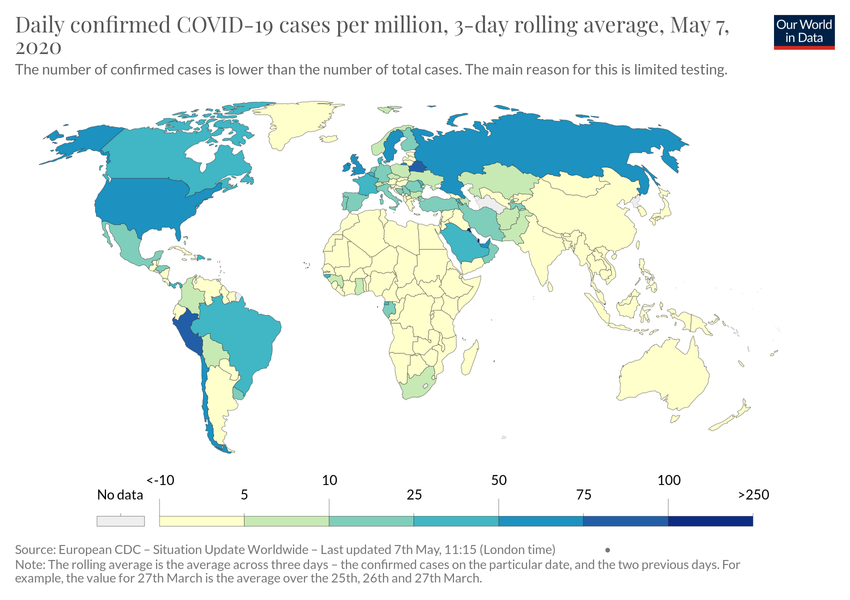 Daily confirmed COVID-19 cases per million, 3-day rolling average, May 7,
2020
Our World
in Data
The number of confirmed cases is lower than the number of total cases. The main reason for this is limited testing.
No data
<-10
5
10
25
50
75
100
>250
Source: European CDC – Situation Update Worldwide – Last updated 7th May, 11:15 (London time)
Note: The rolling average is the average across three days – the confirmed cases on the particular date, and the two previous days. For
example, the value for 27th March is the average over the 25th, 26th and 27th March.